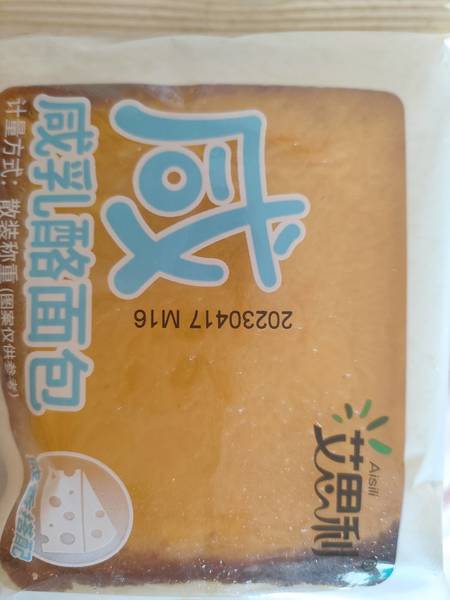 艾思利
Aisili
咸
咸乳酪面包
计量方式：散装称重(图案仅供参考)
20230417 M16